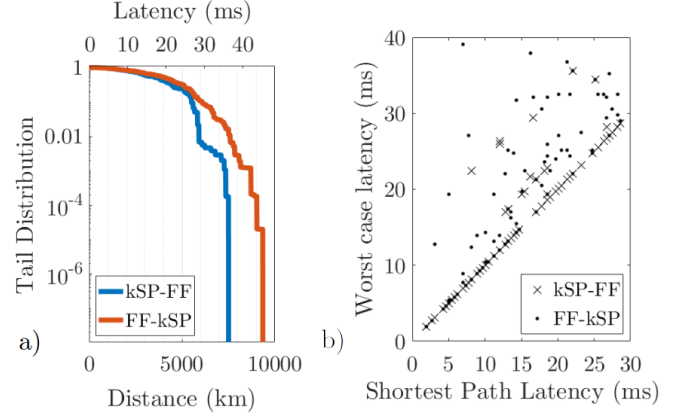 Latency (ms)
0 20 40
1
0.01
10-4
10-6
Tail Distribution
kSP-FF
FF-kSP
0 5000 10000
Distance (km)
a)
40
30
20
10
0
Worst case latency (ms)
kSP-FF
FF-kSP
0 5 10 15 20 25 30
Shortest Path Latency (ms)
b)